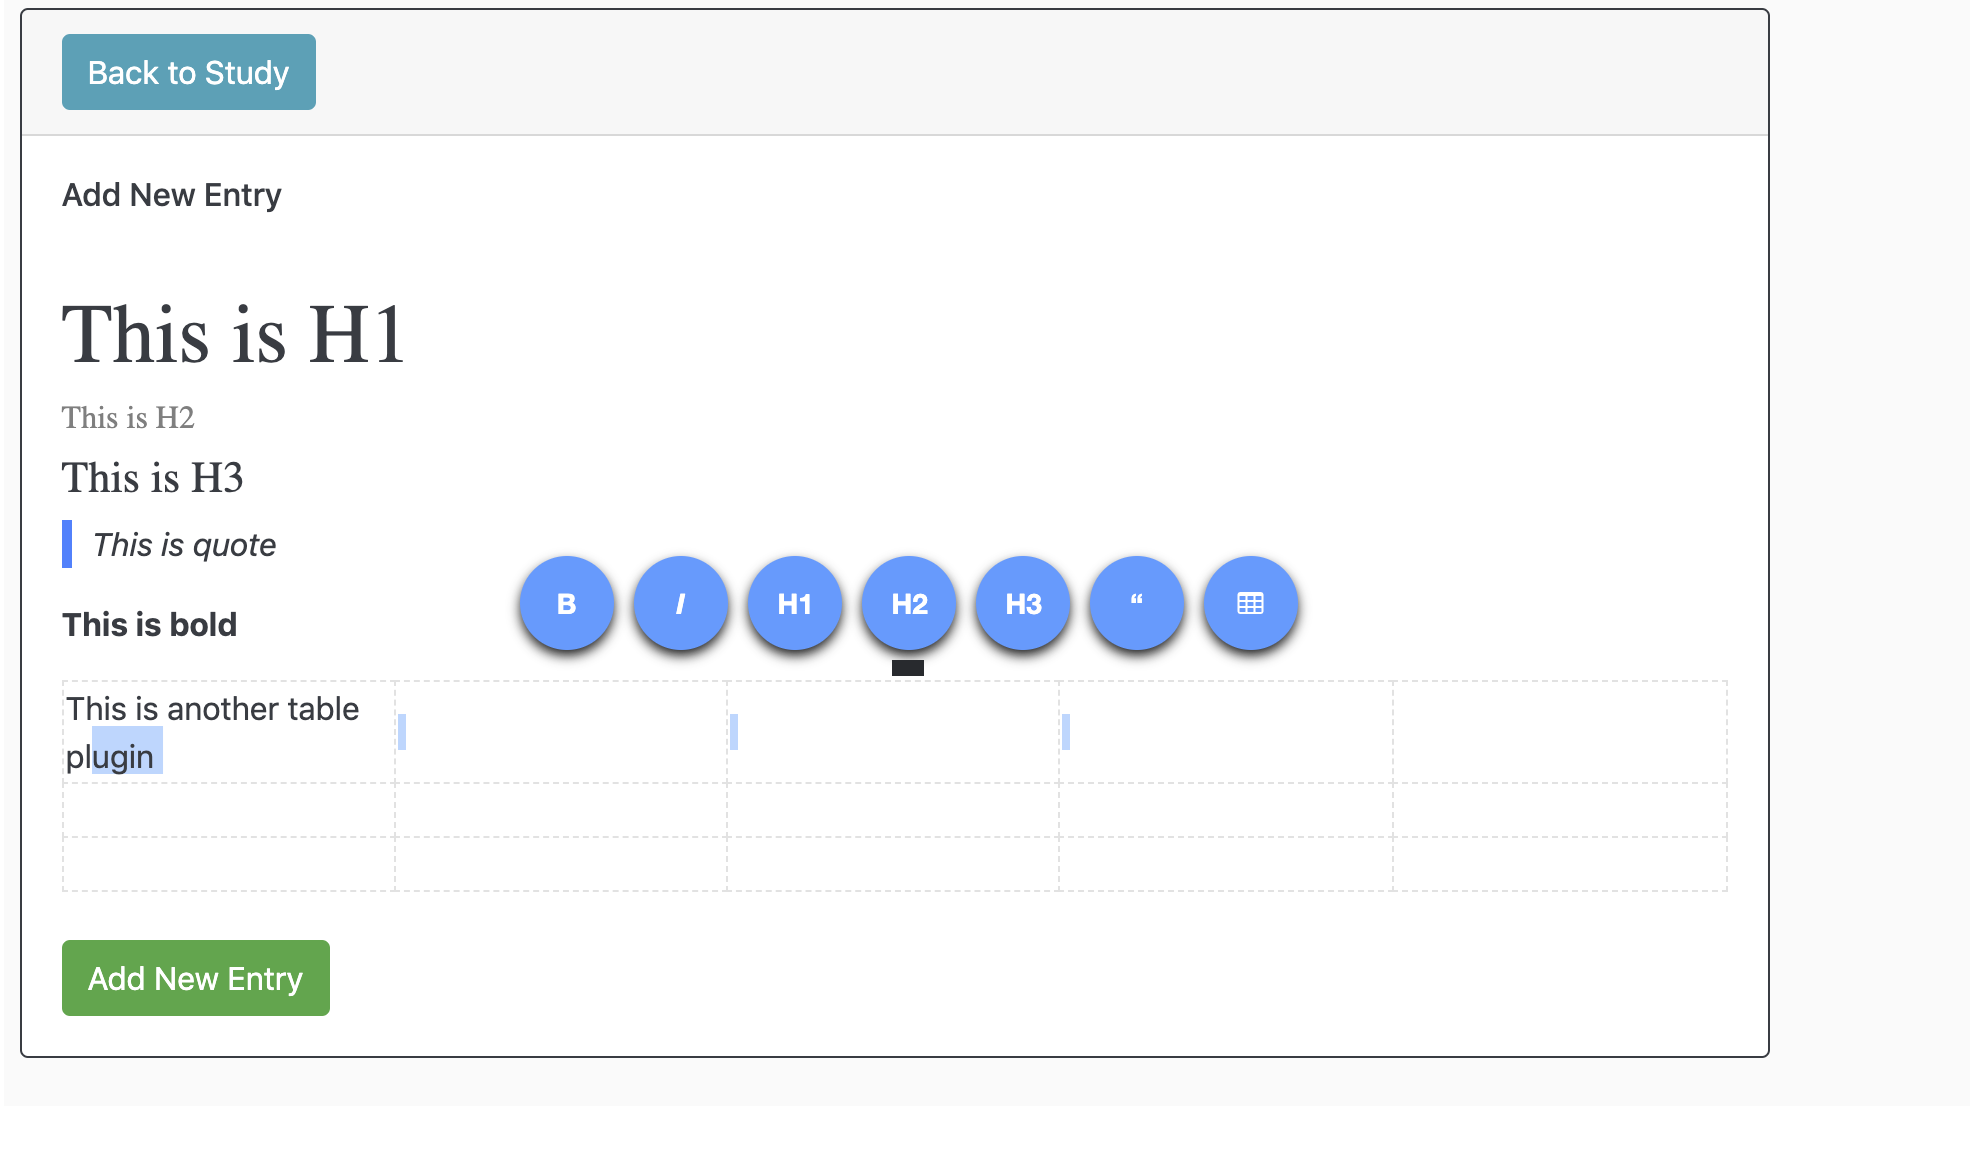 Back to Study
Add New Entry
This is H1
This is H2
This is H3
This is quote
This is bold
B I H1 H2 H3 “
This is another table
plugin
Add New Entry